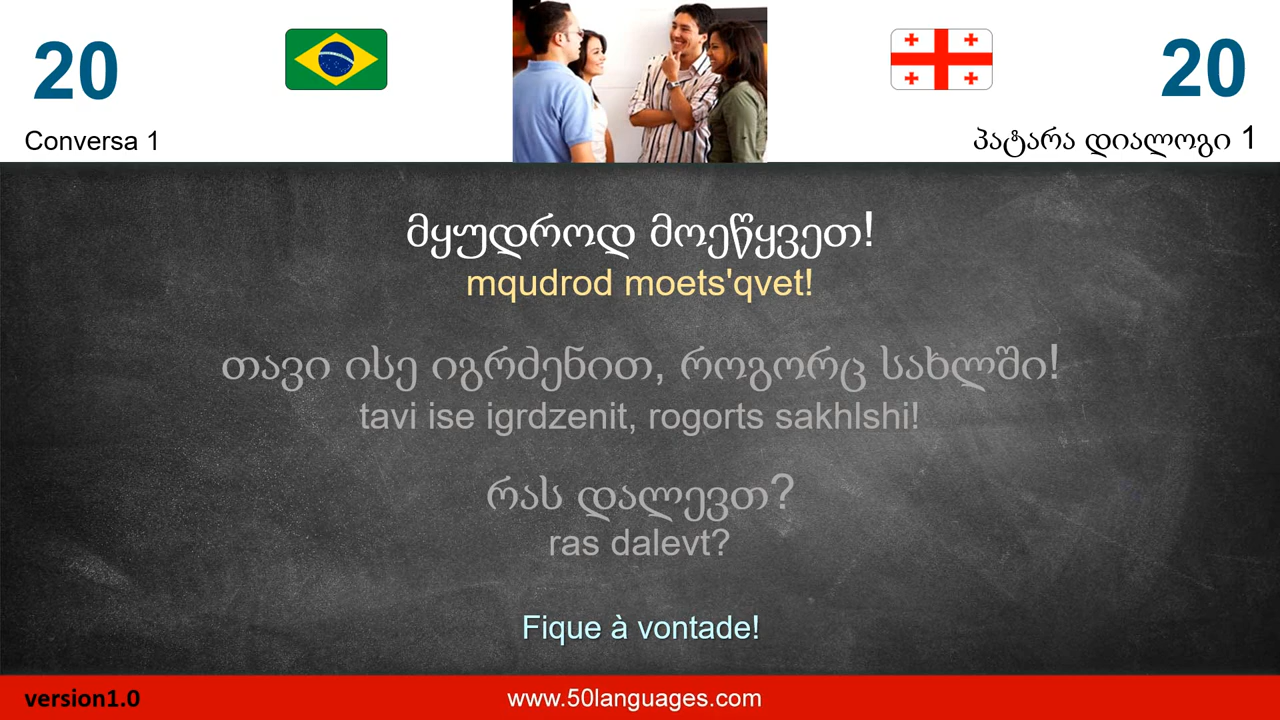 20
20
Conversa 1
პატარა დიალოგი 1
მყუდროდ მოეწყვეთ!
mqudrod moets'qvet!
თავი ისე იგრძენით, როგორც სახლში!
tavi ise igrdzenit, rogorts sakhlshi!
რას დალევთ?
ras dalevt?
Fique à vontade!
version1.0
www.50languages.com